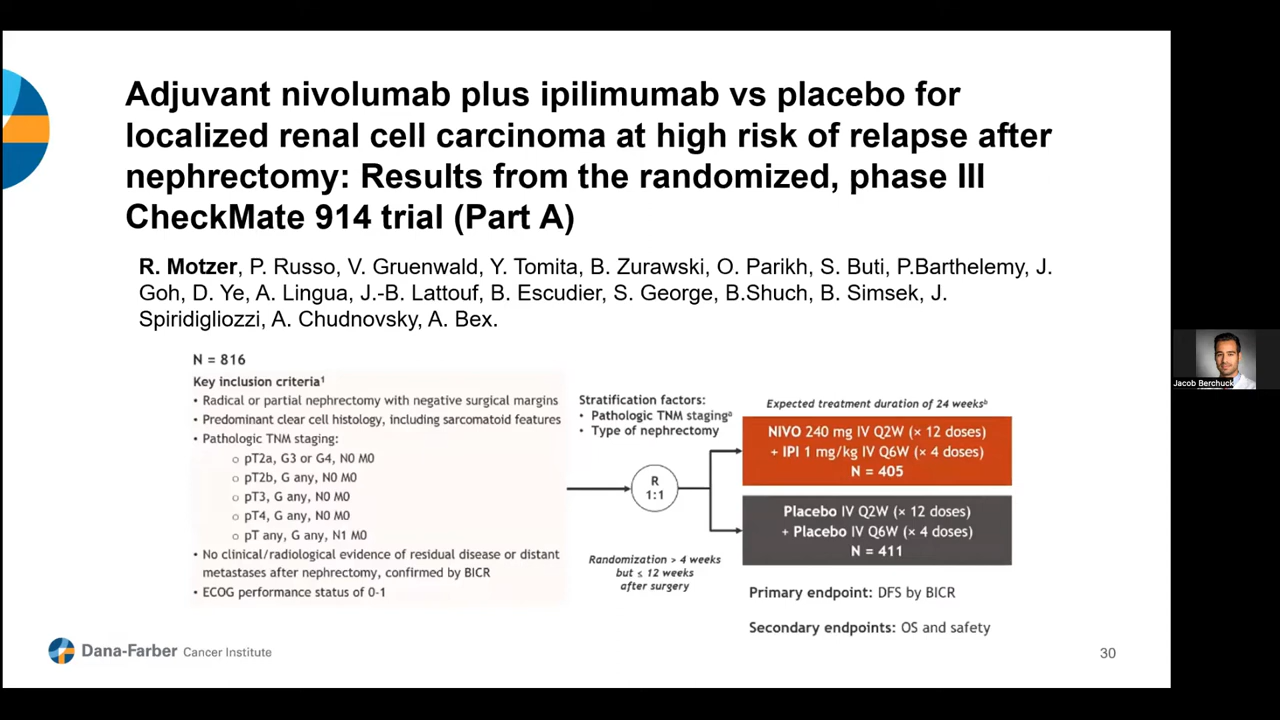 Adjuvant nivolumab plus ipilimumab vs placebo for
localized renal cell carcinoma at high risk of relapse after
nephrectomy: Results from the randomized, phase III
CheckMate 914 trial (Part A)
R. Motzer, P. Russo, V. Gruenwald, Y. Tomita, B. Zurawski, O. Parikh, S. Buti, P.Barthelemy, J.
Goh, D. Ye, A. Lingua, J.-B. Lattouf, B. Escudier, S. George, B.Shuch, B. Simsek, J.
Spiridigliozzi, A. Chudnovsky, A. Bex.
N = 816
Key inclusion criteria¹
• Radical or partial nephrectomy with negative surgical margins
• Predominant clear cell histology, including sarcomatoid features
• Pathologic TNM staging:
o pT2a, G3 or G4, N0 M0
o pT2b, G any, N0 M0
o pT3, G any, N0 M0
o pT4, G any, N0 M0
o pT any, G any, N1 M0
• No clinical/radiological evidence of residual disease or distant
metastases after nephrectomy, confirmed by BICR
• ECOG performance status of 0-1
Stratification factors:
• Pathologic TNM stagingᵃ
• Type of nephrectomy
R
1:1
Randomization > 4 weeks
but ≤ 12 weeks
after surgery
Expected treatment duration of 24 weeksᵇ
NIVO 240 mg IV Q2W (× 12 doses)
+ IPI 1 mg/kg IV Q6W (× 4 doses)
N = 405
Placebo IV Q2W (× 12 doses)
+ Placebo IV Q6W (× 4 doses)
N = 411
Primary endpoint: DFS by BICR
Secondary endpoints: OS and safety
Dana-Farber Cancer Institute
30
Jacob Berchuck